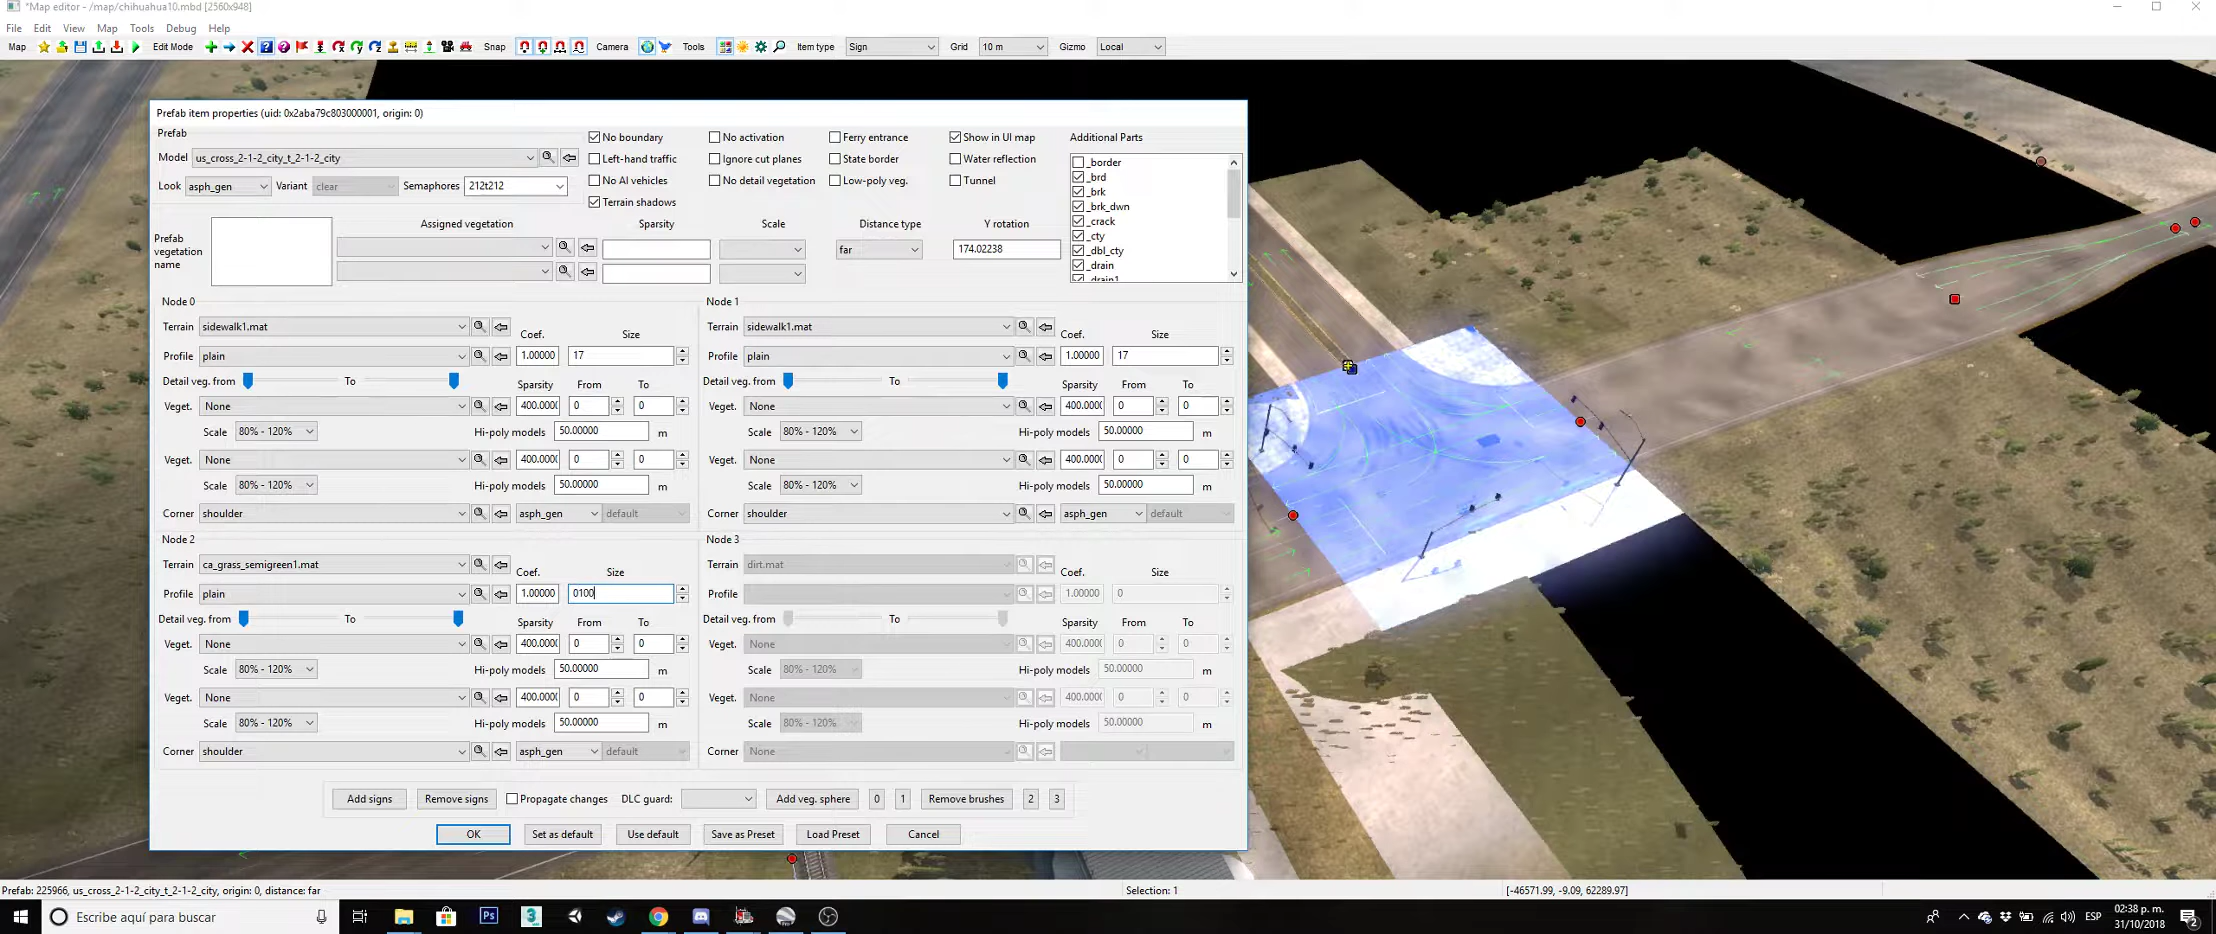 *Map editor - /map/chihuahua10.mbd [2560x948]
File Edit View Map Tools Debug Help
Map Edit Mode Snap Camera Tools Item type Sign Grid 10 m Gizmo Local
Prefab item properties (uid: 0x2aba79c803000001, origin: 0)
Prefab
Model us_cross_2-1-2_city_t_2-1-2_city
Look asph_gen Variant clear Semaphores 212t212
No boundary No activation Ferry entrance Show in UI map
Left-hand traffic Ignore cut planes State border Water reflection
No AI vehicles No detail vegetation Low-poly veg. Tunnel
Terrain shadows
Additional Parts
_border
_brd
_brk
_brk_dwn
_crack
_cty
_dbl_cty
_drain
_drain1
Assigned vegetation Sparsity Scale Distance type Y rotation
Prefab vegetation name
far 174.02238
Node 0
Terrain sidewalk1.mat Coef. Size
Profile plain 1.00000 17
Detail veg. from To Sparsity From To
Veget. None 400.000( 0 0
Scale 80% - 120% Hi-poly models 50.00000 m
Veget. None 400.000( 0 0
Scale 80% - 120% Hi-poly models 50.00000 m
Corner shoulder asph_gen default
Node 1
Terrain sidewalk1.mat Coef. Size
Profile plain 1.00000 17
Detail veg. from To Sparsity From To
Veget. None 400.000( 0 0
Scale 80% - 120% Hi-poly models 50.00000 m
Veget. None 400.000( 0 0
Scale 80% - 120% Hi-poly models 50.00000 m
Corner shoulder asph_gen default
Node 2
Terrain ca_grass_semigreen1.mat Coef. Size
Profile plain 1.00000 0100
Detail veg. from To Sparsity From To
Veget. None 400.000( 0 0
Scale 80% - 120% Hi-poly models 50.00000 m
Veget. None 400.000( 0 0
Scale 80% - 120% Hi-poly models 50.00000 m
Corner shoulder asph_gen default
Node 3
Terrain dirt.mat Coef. Size
Profile 1.00000 0
Detail veg. from To Sparsity From To
Veget. None 400.000( 0 0
Scale 80% - 120% Hi-poly models 50.00000 m
Veget. None 400.000( 0 0
Scale 80% - 120% Hi-poly models 50.00000 m
Corner None
Add signs Remove signs Propagate changes DLC guard: Add veg. sphere 0 1 Remove brushes 2 3
OK Set as default Use default Save as Preset Load Preset Cancel
Prefab: 225966, us_cross_2-1-2_city_t_2-1-2_city, origin: 0, distance: far Selection: 1 [-46571.99, -9.09, 62289.97]
Escribe aquí para buscar Ps 3 ESP 02:38 p. m.
31/10/2018 2